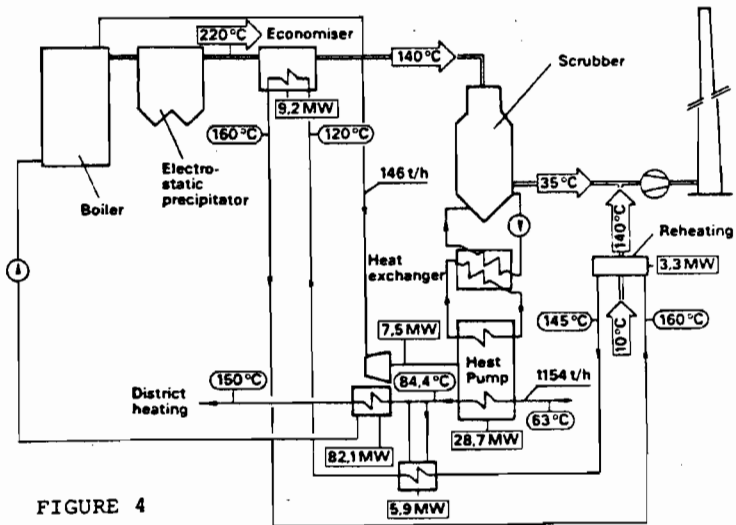 220°C
Economiser
140°C
Scrubber
9,2 MW
160°C
120°C
Electro-
static
precipitator
Boiler
146 t/h
35°C
140°C
Reheating
3,3 MW
Heat
exchanger
7,5 MW
145°C
10°C
160°C
150°C
84,4°C
Heat
Pump
1154 t/h
District
heating
63°C
28,7 MW
82,1 MW
5,9 MW
FIGURE 4